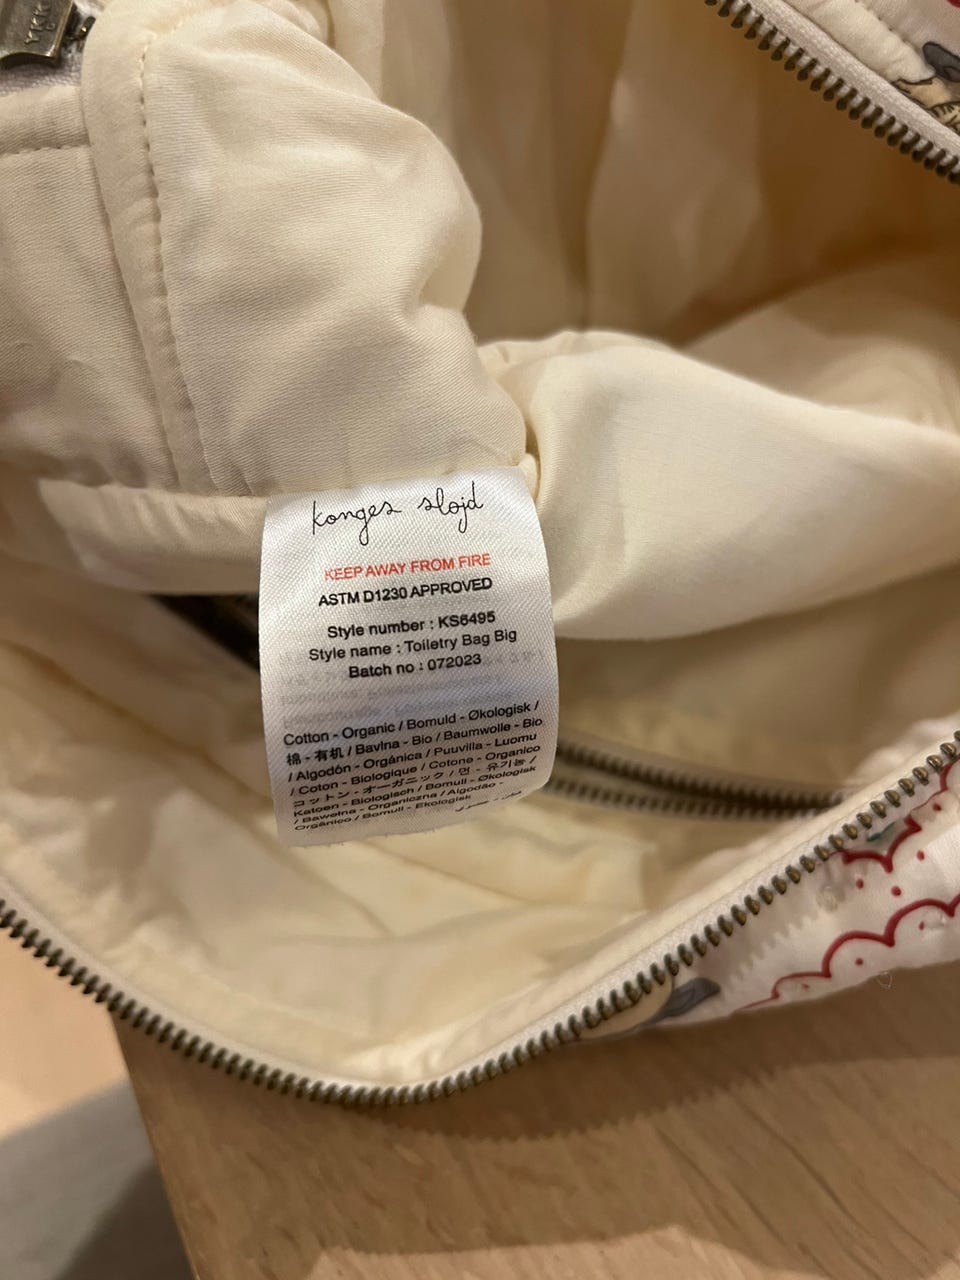 YKK
konges sløjd
KEEP AWAY FROM FIRE
ASTM D1230 APPROVED
Style number : KS6495
Style name : Toiletry Bag Big
Batch no : 072023
Cotton - Organic / Bomuld - Økologisk /
棉 - 有机 / Bavlna - Bio / Baumwolle - Bio
/ Algodón - Orgánica / Puuvilla - Luomu
/ Coton - Biologique / Cotone - Organico
コットン - オーガニック / 면 - 유기농 /
Katoen - Biologisch / Bomull - Økologisk
/ Bawełna - Organiczna / Algodão -
Orgânico / Bomull - Ekologisk